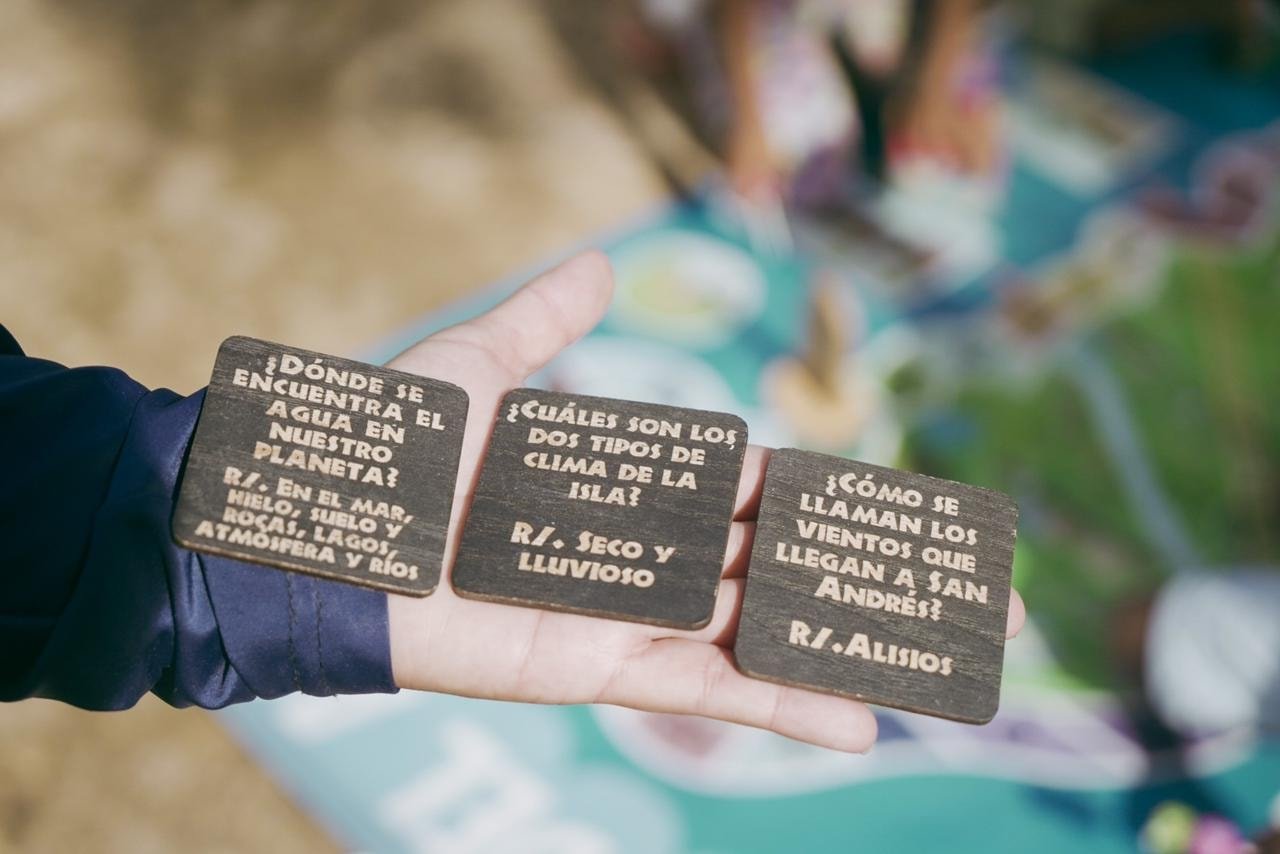 ¿DÓNDE SE
ENCUENTRA EL
AGUA EN
NUESTRO
PLANETA?
R/. EN EL MAR,
HIELO, SUELO Y
ROCAS, LAGOS,
ATMÓSFERA Y RÍOS
¿CUÁLES SON LOS
DOS TIPOS DE
CLIMA DE LA
ISLA?
R/. SECO Y
LLUVIOSO
¿CÓMO SE
LLAMAN LOS
VIENTOS QUE
LLEGAN A SAN
ANDRÉS?
R/.ALISIOS